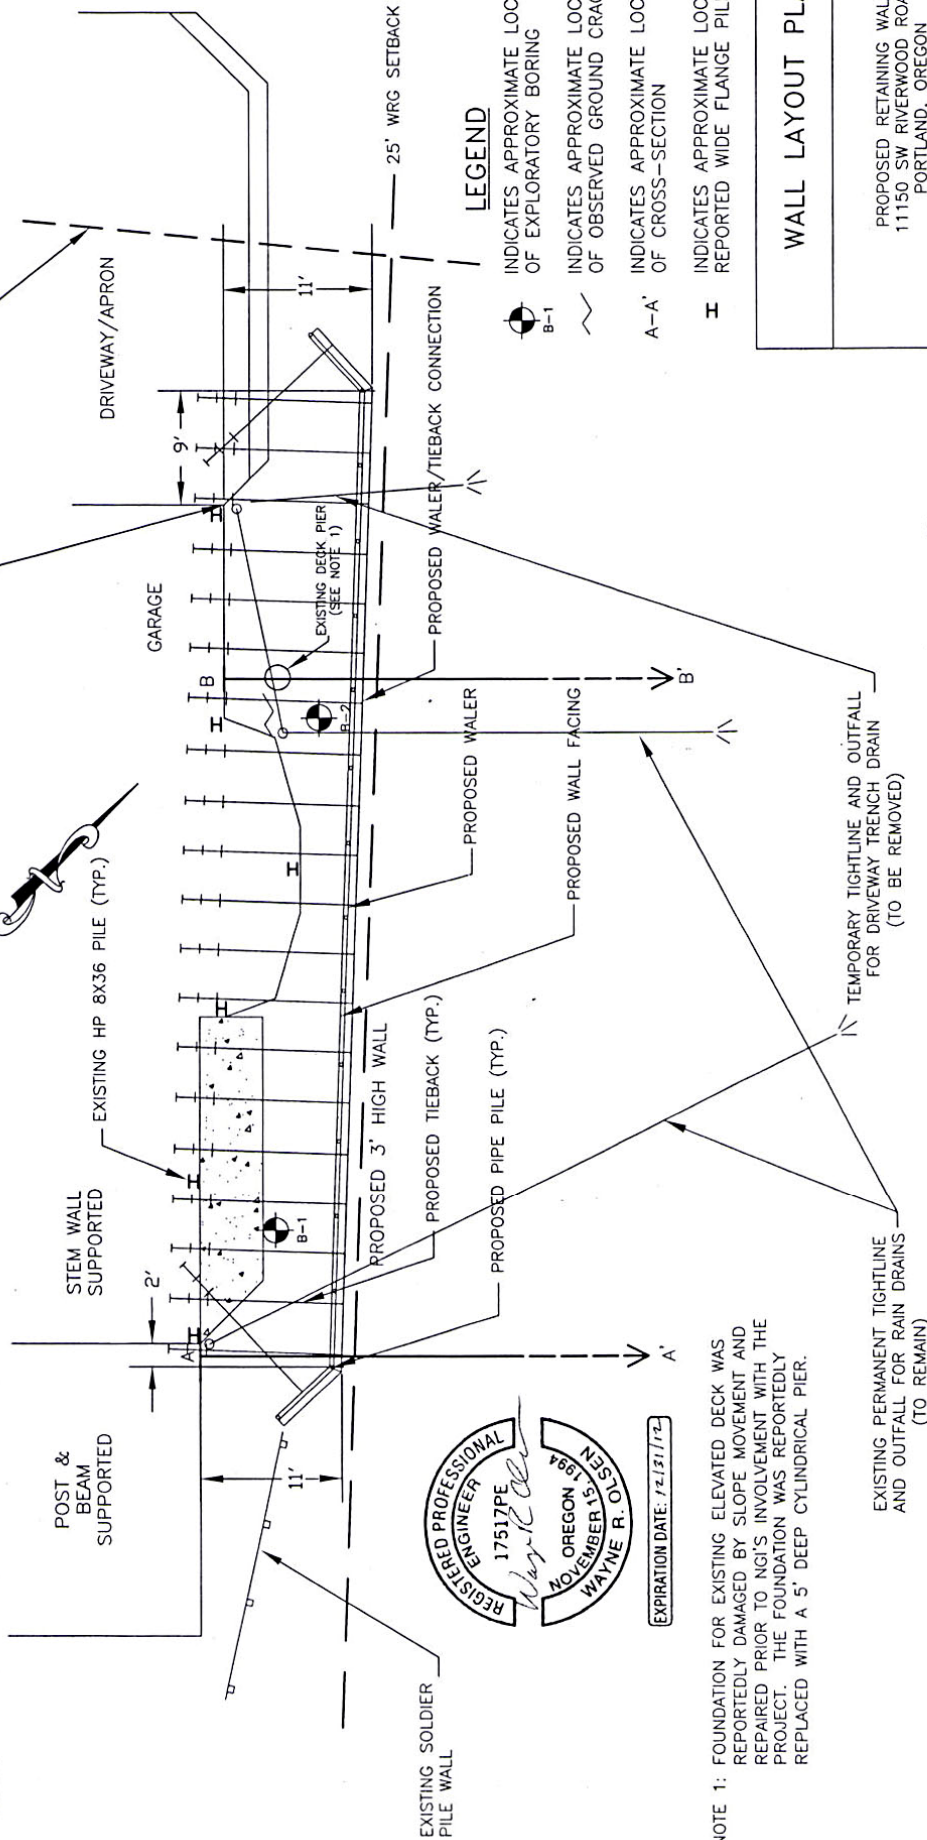 POST &
BEAM
SUPPORTED
STEM WALL
SUPPORTED
2'
EXISTING HP 8X36 PILE (TYP.)
GARAGE
9'
DRIVEWAY/APRON
11'
11'
25' WRG SETBACK
A
A'
B
B'
B-1
B-2
EXISTING DECK PIER
(SEE NOTE 1)
PROPOSED WALER/TIEBACK CONNECTION
PROPOSED WALER
PROPOSED WALL FACING
PROPOSED 3' HIGH WALL
PROPOSED TIEBACK (TYP.)
PROPOSED PIPE PILE (TYP.)
EXISTING SOLDIER
PILE WALL
REGISTERED PROFESSIONAL
ENGINEER
17517PE
OREGON
NOVEMBER 15, 1994
WAYNE R. OLSEN
EXPIRATION DATE: 12/31/12
NOTE 1: FOUNDATION FOR EXISTING ELEVATED DECK WAS
REPORTEDLY DAMAGED BY SLOPE MOVEMENT AND
REPAIRED PRIOR TO NGI'S INVOLVEMENT WITH THE
PROJECT. THE FOUNDATION WAS REPORTEDLY
REPLACED WITH A 5' DEEP CYLINDRICAL PIER.
EXISTING PERMANENT TIGHTLINE
AND OUTFALL FOR RAIN DRAINS
(TO REMAIN)
TEMPORARY TIGHTLINE AND OUTFALL
FOR DRIVEWAY TRENCH DRAIN
(TO BE REMOVED)
LEGEND
B-1
INDICATES APPROXIMATE LOC
OF EXPLORATORY BORING
INDICATES APPROXIMATE LOC
OF OBSERVED GROUND CRAC
A-A'
INDICATES APPROXIMATE LOC
OF CROSS-SECTION
INDICATES APPROXIMATE LOC
REPORTED WIDE FLANGE PIL
WALL LAYOUT PL
PROPOSED RETAINING WAL
11150 SW RIVERWOOD ROA
PORTLAND, OREGON